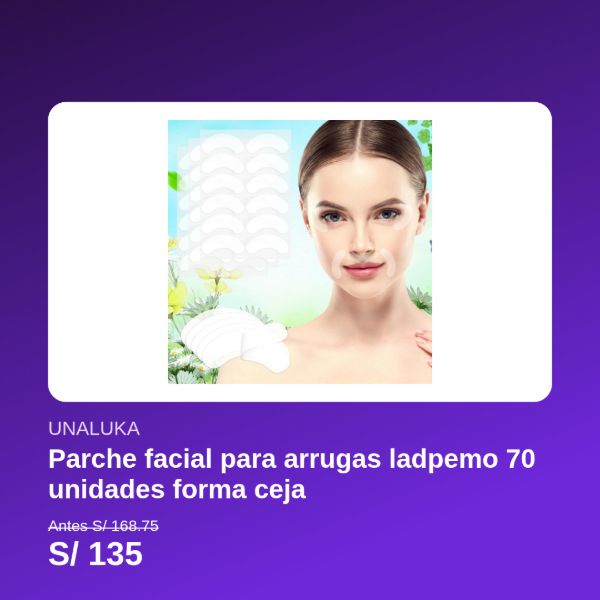 UNALUKA
Parche facial para arrugas ladpemo 70
unidades forma ceja
Antes S/ 168.75
S/ 135